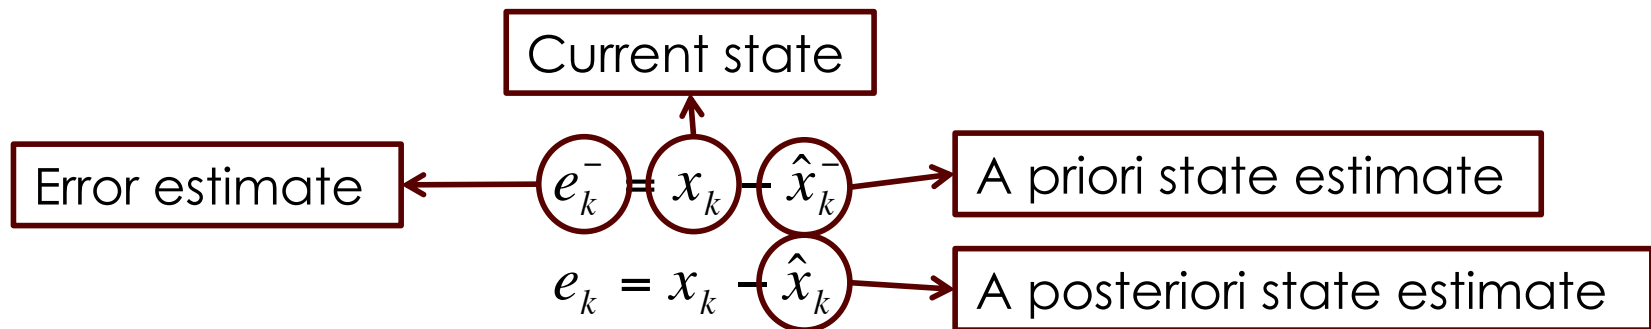 Current state
Error estimate
e_k^- = x_k - x̂_k^-
A priori state estimate
e_k = x_k - x̂_k
A posteriori state estimate